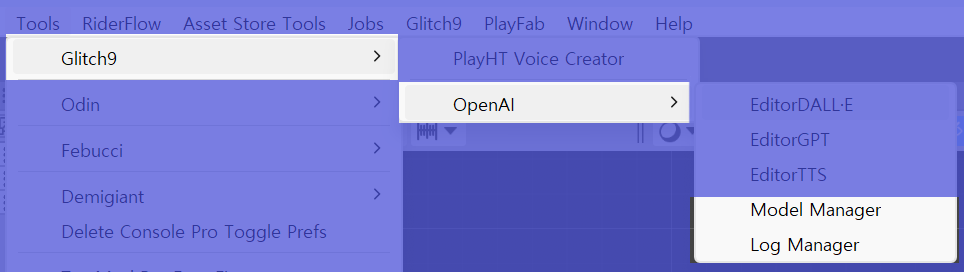 Tools RiderFlow Asset Store Tools Jobs Glitch9 PlayFab Window Help
Glitch9 PlayHT Voice Creator
Odin OpenAI EditorDALL·E
Febucci EditorGPT
EditorTTS
Demigiant Model Manager
Delete Console Pro Toggle Prefs Log Manager